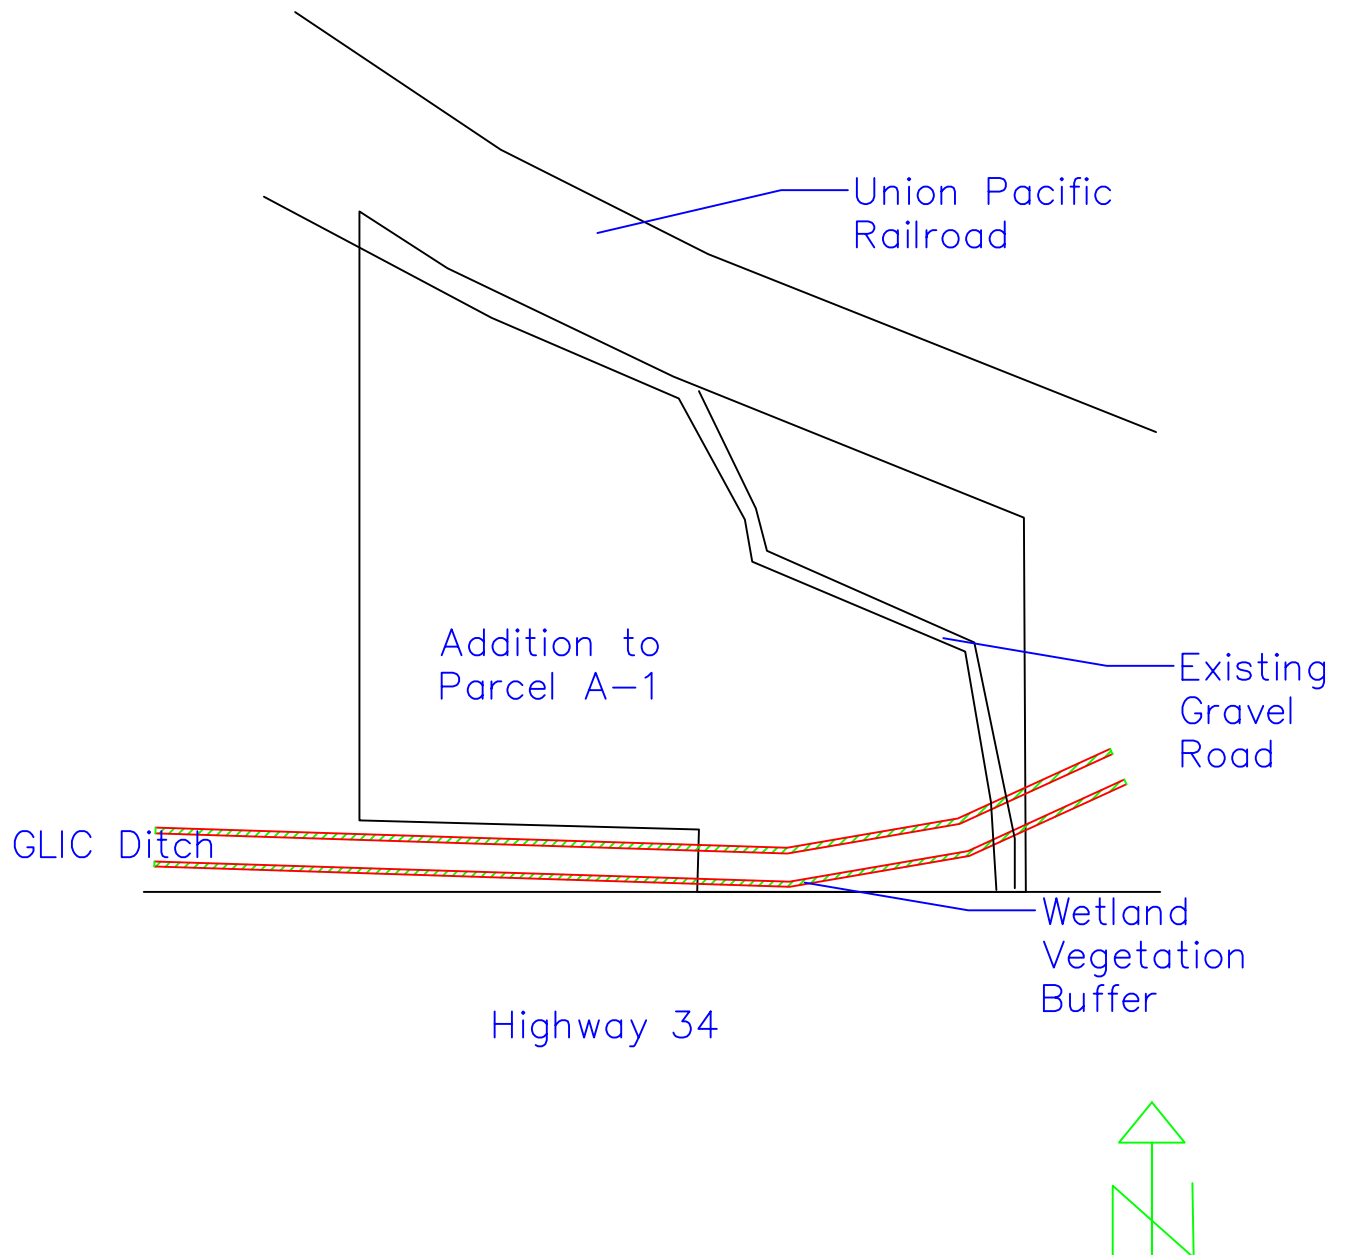 Union Pacific
Railroad
Addition to
Parcel A-1
Existing
Gravel
Road
GLIC Ditch
Wetland
Vegetation
Buffer
Highway 34
N